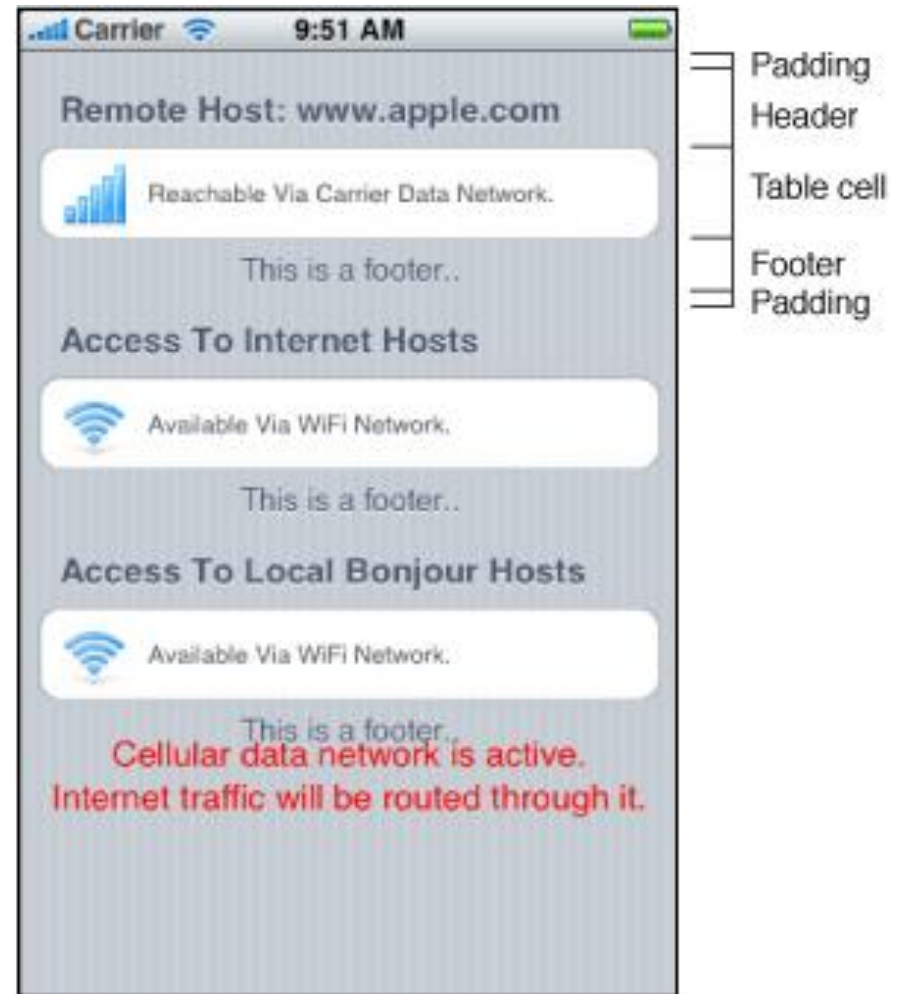 Carrier 9:51 AM
Padding
Remote Host: www.apple.com
Header
Reachable Via Carrier Data Network.
Table cell
This is a footer..
Footer
Padding
Access To Internet Hosts
Available Via WiFi Network.
This is a footer..
Access To Local Bonjour Hosts
Available Via WiFi Network.
This is a footer..
Cellular data network is active.
Internet traffic will be routed through it.